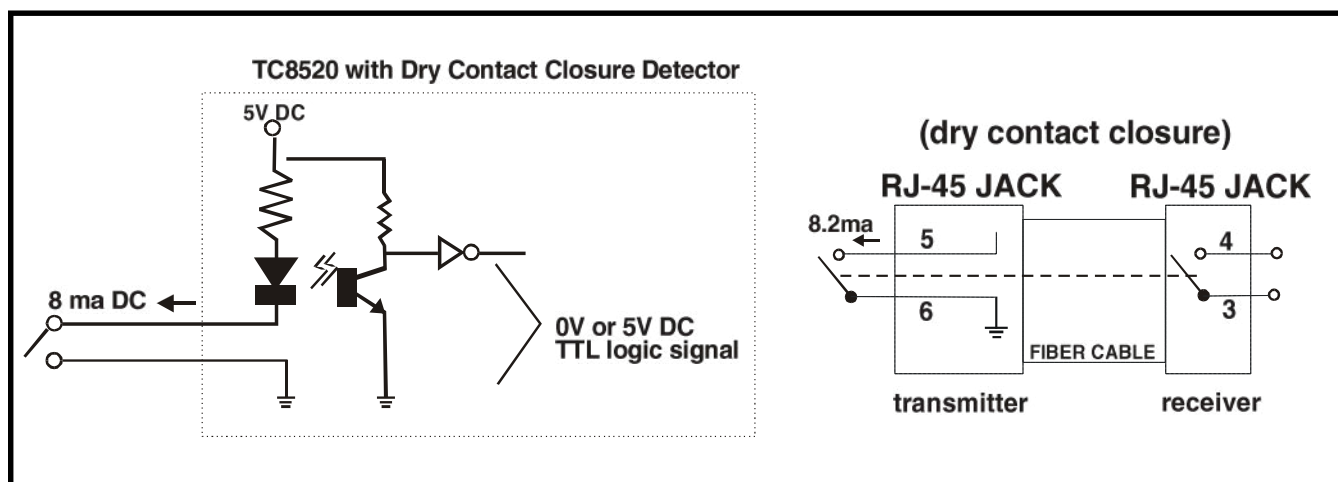 TC8520 with Dry Contact Closure Detector
5V DC
8 ma DC
0V or 5V DC
TTL logic signal
(dry contact closure)
RJ-45 JACK
RJ-45 JACK
8.2ma
5
4
6
3
FIBER CABLE
transmitter
receiver